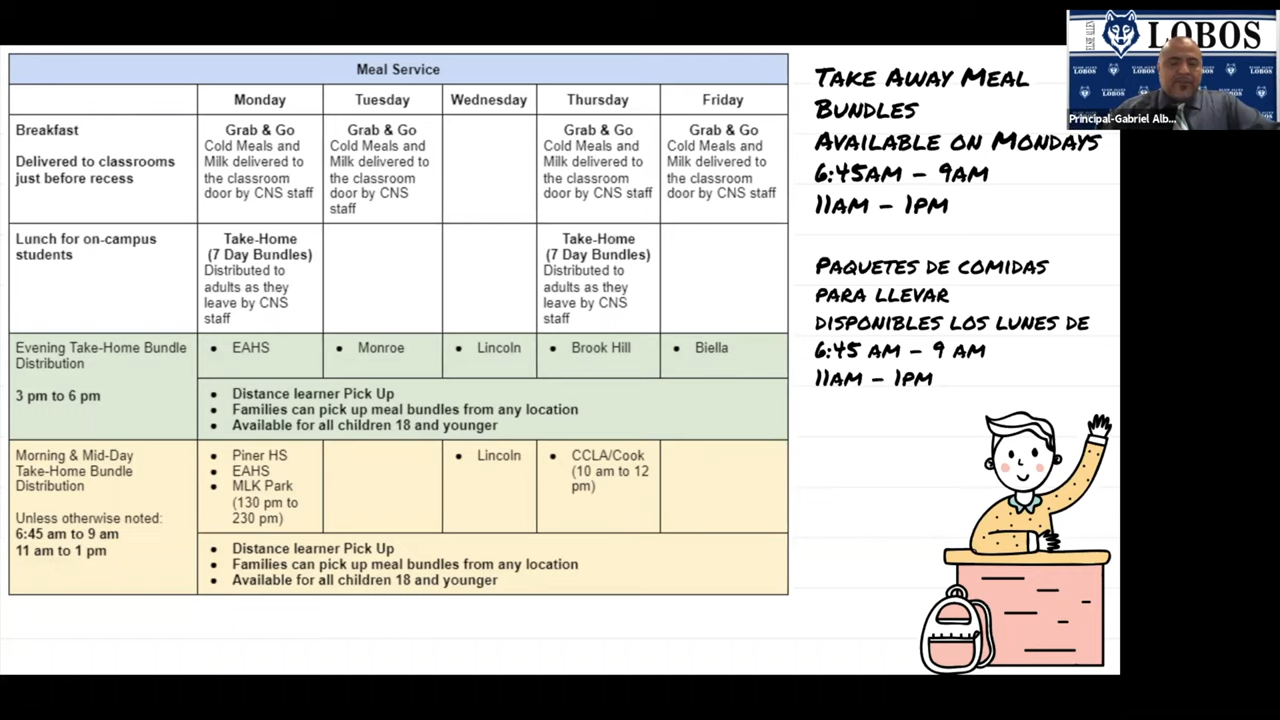 Meal Service
Monday Tuesday Wednesday Thursday Friday
Breakfast
Delivered to classrooms
just before recess
Grab & Go
Cold Meals and
Milk delivered to
the classroom
door by CNS staff
Grab & Go
Cold Meals and
Milk delivered to
the classroom
door by CNS
staff
Grab & Go
Cold Meals and
Milk delivered to
the classroom
door by CNS staff
Grab & Go
Cold Meals and
Milk delivered to
the classroom
door by CNS staff
Lunch for on-campus
students
Take-Home
(7 Day Bundles)
Distributed to
adults as they
leave by CNS
staff
Take-Home
(7 Day Bundles)
Distributed to
adults as they
leave by CNS
staff
Evening Take-Home Bundle
Distribution
3 pm to 6 pm
• EAHS
• Monroe
• Lincoln
• Brook Hill
• Biella
• Distance learner Pick Up
• Families can pick up meal bundles from any location
• Available for all children 18 and younger
Morning & Mid-Day
Take-Home Bundle
Distribution
Unless otherwise noted:
6:45 am to 9 am
11 am to 1 pm
• Piner HS
• EAHS
• MLK Park
(130 pm to
230 pm)
• Lincoln
• CCLA/Cook
(10 am to 12
pm)
• Distance learner Pick Up
• Families can pick up meal bundles from any location
• Available for all children 18 and younger
Take Away Meal
Bundles
Available on Mondays
6:45am – 9am
11am – 1pm
Paquetes de comidas
para llevar
disponibles los lunes de
6:45 am – 9 am
11am – 1pm
ELSIE ALLEN
LOBOS
LOBOS
LOBOS
Principal-Gabriel Alb...